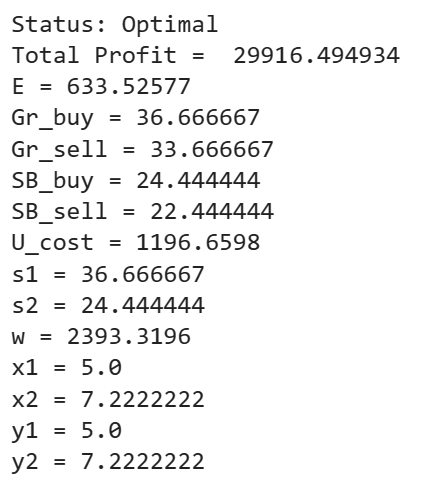 Status: Optimal
Total Profit =  29916.494934
E = 633.52577
Gr_buy = 36.666667
Gr_sell = 33.666667
SB_buy = 24.444444
SB_sell = 22.444444
U_cost = 1196.6598
s1 = 36.666667
s2 = 24.444444
w = 2393.3196
x1 = 5.0
x2 = 7.2222222
y1 = 5.0
y2 = 7.2222222